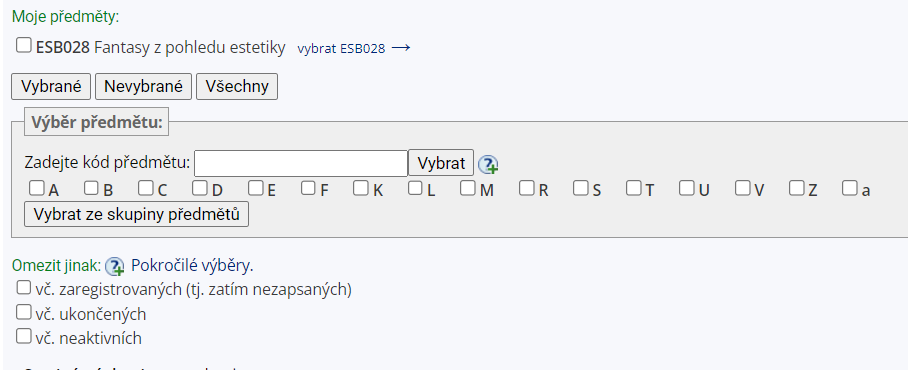 Moje předměty:
ESB028 Fantasy z pohledu estetiky vybrat ESB028 →
Vybrané Nevybrané Všechny
Výběr předmětu:
Zadejte kód předmětu: Vybrat
A B C D E F K L M R S T U V Z a
Vybrat ze skupiny předmětů
Omezit jinak: Pokročilé výběry.
vč. zaregistrovaných (tj. zatím nezapsaných)
vč. ukončených
vč. neaktivních